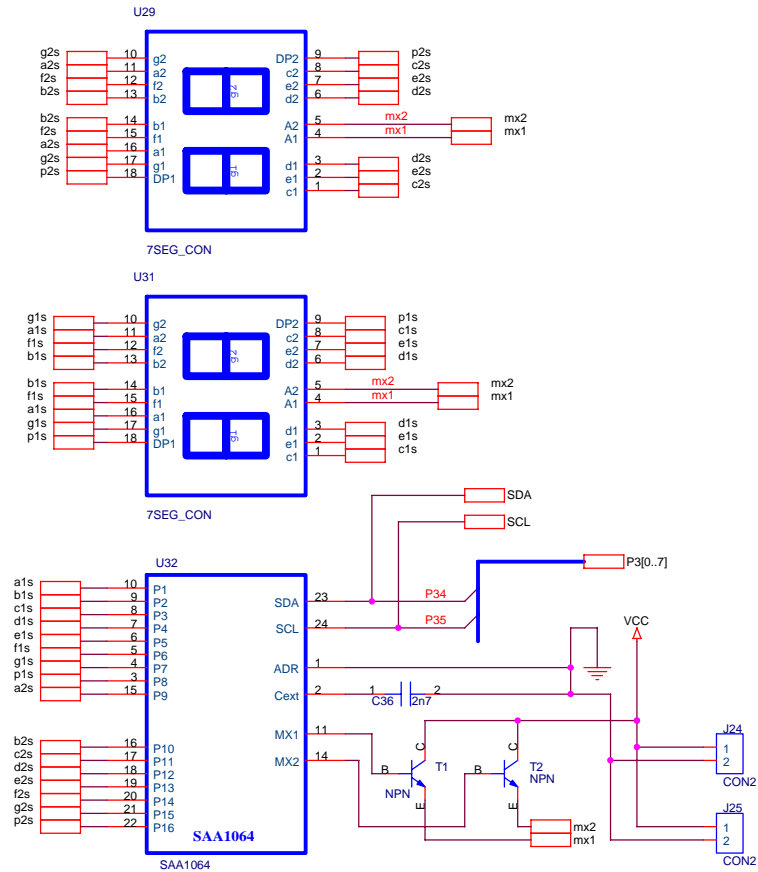 U29
g2s 10 g2 DP2 9 p2s
a2s 11 a2 c2 8 c2s
f2s 12 f2 e2 7 e2s
b2s 13 b2 d2 6 d2s
g2
b2s 14 b1 A2 5 mx2 mx2
f2s 15 f1 A1 4 mx1 mx1
a2s 16 a1
g2s 17 g1 d1 3 d2s
p2s 18 DP1 e1 2 e2s
c1 1 c2s
g1
7SEG_CON
U31
g1s 10 g2 DP2 9 p1s
a1s 11 a2 c2 8 c1s
f1s 12 f2 e2 7 e1s
b1s 13 b2 d2 6 d1s
g2
b1s 14 b1 A2 5 mx2 mx2
f1s 15 f1 A1 4 mx1 mx1
a1s 16 a1
g1s 17 g1 d1 3 d1s
p1s 18 DP1 e1 2 e1s
c1 1 c1s
g1
7SEG_CON
SDA
SCL
U32
P3[0..7]
a1s 10 P1
b1s 9 P2 SDA 23 P34
c1s 8 P3
d1s 7 P4 SCL 24 P35 VCC
e1s 6 P5
f1s 5 P6
g1s 4 P7 ADR 1
p1s 3 P8
a2s 15 P9 Cext 2 1 C36 2n7 2
MX1 11 J24
b2s 16 P10 1
c2s 17 P11 MX2 14 C C 2
d2s 18 P12 B T1 B T2
e2s 19 P13 NPN NPN CON2
f2s 20 P14 E E J25
g2s 21 P15 mx2 1
p2s 22 P16 mx1 2
SAA1064
CON2
SAA1064